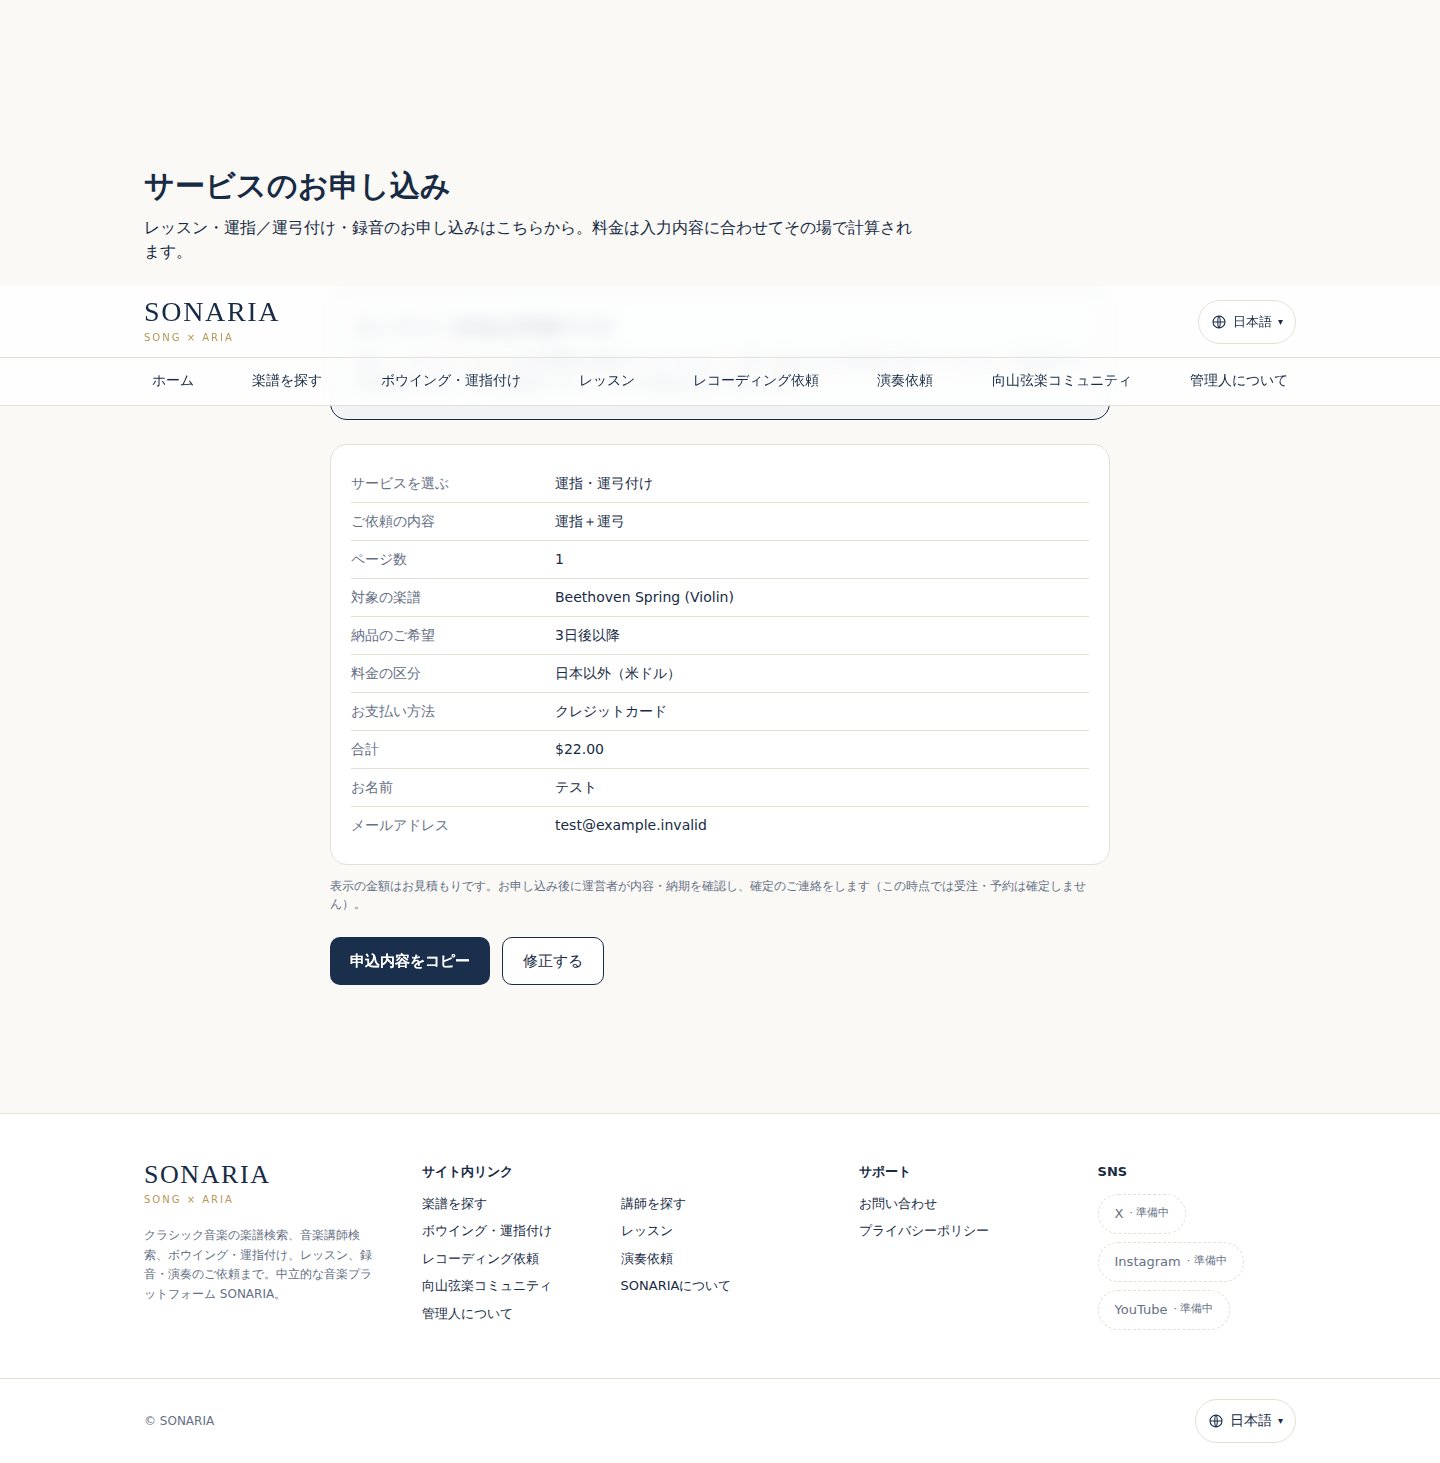 サービスのお申し込み
レッスン・運指／運弓付け・録音のお申し込みはこちらから。料金は入力内容に合わせてその場で計算され
ます。
SONARIA
SONG × ARIA
日本語 ▾
ホーム 楽譜を探す ボウイング・運指付け レッスン レコーディング依頼 演奏依頼 向山弦楽コミュニティ 管理人について
サービスを選ぶ 運指・運弓付け
ご依頼の内容 運指＋運弓
ページ数 1
対象の楽譜 Beethoven Spring (Violin)
納品のご希望 3日後以降
料金の区分 日本以外（米ドル）
お支払い方法 クレジットカード
合計 $22.00
お名前 テスト
メールアドレス test@example.invalid
表示の金額はお見積もりです。お申し込み後に運営者が内容・納期を確認し、確定のご連絡をします（この時点では受注・予約は確定しませ
ん）。
申込内容をコピー 修正する
SONARIA
SONG × ARIA
クラシック音楽の楽譜検索、音楽講師検
索、ボウイング・運指付け、レッスン、録
音・演奏のご依頼まで。中立的な音楽プラ
ットフォーム SONARIA。
サイト内リンク
楽譜を探す 講師を探す
ボウイング・運指付け レッスン
レコーディング依頼 演奏依頼
向山弦楽コミュニティ SONARIAについて
管理人について
サポート
お問い合わせ
プライバシーポリシー
SNS
X · 準備中
Instagram · 準備中
YouTube · 準備中
© SONARIA
日本語 ▾